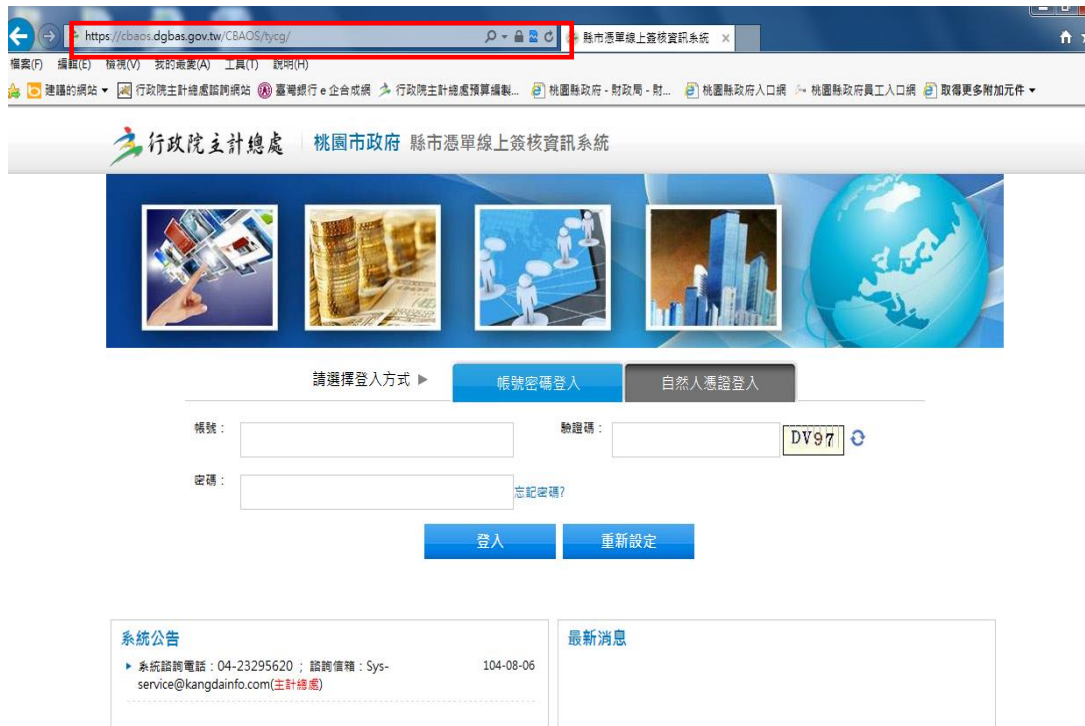 https://cbaos.dgbas.gov.tw/CBAOS/tycg/
縣市憑單線上簽核資訊系統
檔案(F) 編輯(E) 檢視(V) 我的最愛(A) 工具(T) 說明(H)
建議的網站 行政院主計總處諮詢網站 臺灣銀行 e 企合成網 行政院主計總處預算編製... 桃園縣政府 - 財政局 - 財... 桃園縣政府入口網 桃園縣政府員工入口網 取得更多附加元件
行政院主計總處 桃園市政府 縣市憑單線上簽核資訊系統
請選擇登入方式 ▶ 帳號密碼登入 自然人憑證登入
帳號： 驗證碼： DV97
密碼： 忘記密碼?
登入 重新設定
系統公告 最新消息
系統諮詢電話：04-23295620 ； 諮詢信箱：Sys- 104-08-06
service@kangdainfo.com(主計總處)